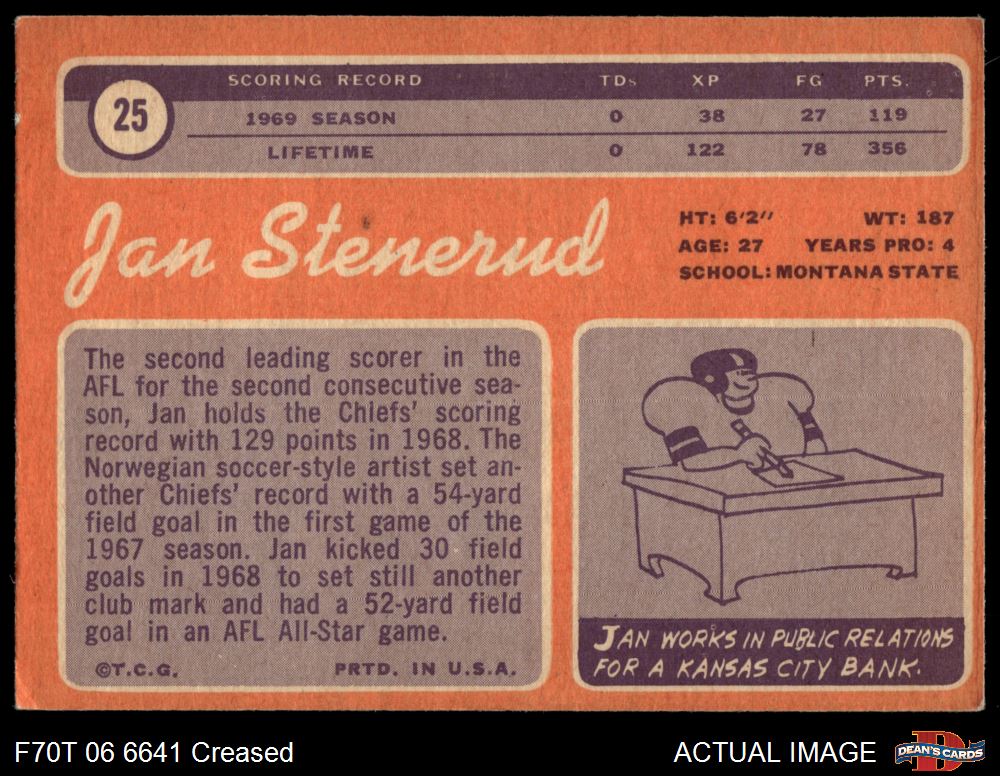 25
SCORING RECORD TDs XP FG PTS.
1969 SEASON 0 38 27 119
LIFETIME 0 122 78 356
Jan Stenerud
HT: 6'2" WT: 187
AGE: 27 YEARS PRO: 4
SCHOOL: MONTANA STATE
The second leading scorer in the
AFL for the second consecutive sea-
son, Jan holds the Chiefs' scoring
record with 129 points in 1968. The
Norwegian soccer-style artist set an-
other Chiefs' record with a 54-yard
field goal in the first game of the
1967 season. Jan kicked 30 field
goals in 1968 to set still another
club mark and had a 52-yard field
goal in an AFL All-Star game.
©T.C.G. PRTD. IN U.S.A.
JAN WORKS IN PUBLIC RELATIONS
FOR A KANSAS CITY BANK.
F70T 06 6641 Creased
ACTUAL IMAGE
D
DEAN'S CARDS